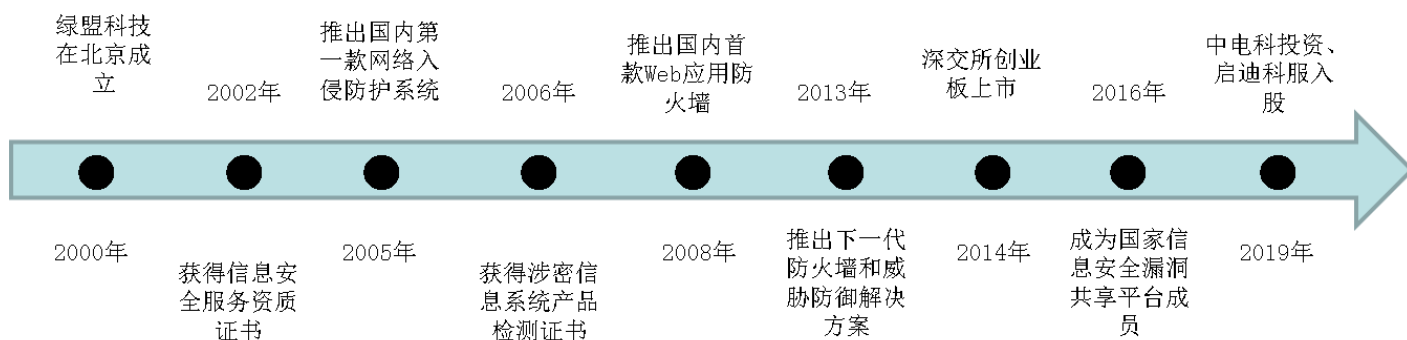 绿盟科技
在北京成
立
2000年
2002年
获得信息安
全服务资质
证书
推出国内第
一款网络入
侵防护系统
2005年
2006年
获得涉密信
息系统产品
检测证书
推出国内首
款Web应用防
火墙
2008年
2013年
推出下一代
防火墙和威
胁防御解决
方案
深交所创业
板上市
2014年
2016年
成为国家信
息安全漏洞
共享平台成
员
中电科投资、
启迪科服入
股
2019年